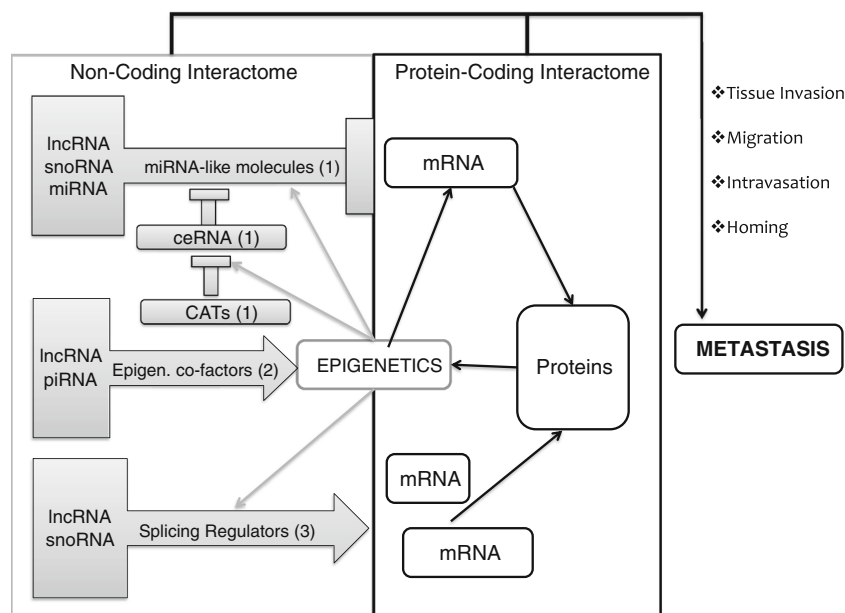 Non-Coding Interactome
Protein-Coding Interactome
lncRNA
snoRNA
miRNA
miRNA-like molecules (1)
ceRNA (1)
CATs (1)
mRNA
❖Tissue Invasion
❖Migration
❖Intravasation
❖Homing
lncRNA
piRNA
Epigen. co-factors (2)
EPIGENETICS
Proteins
METASTASIS
lncRNA
snoRNA
Splicing Regulators (3)
mRNA
mRNA